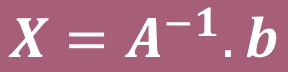 X = A⁻¹. b